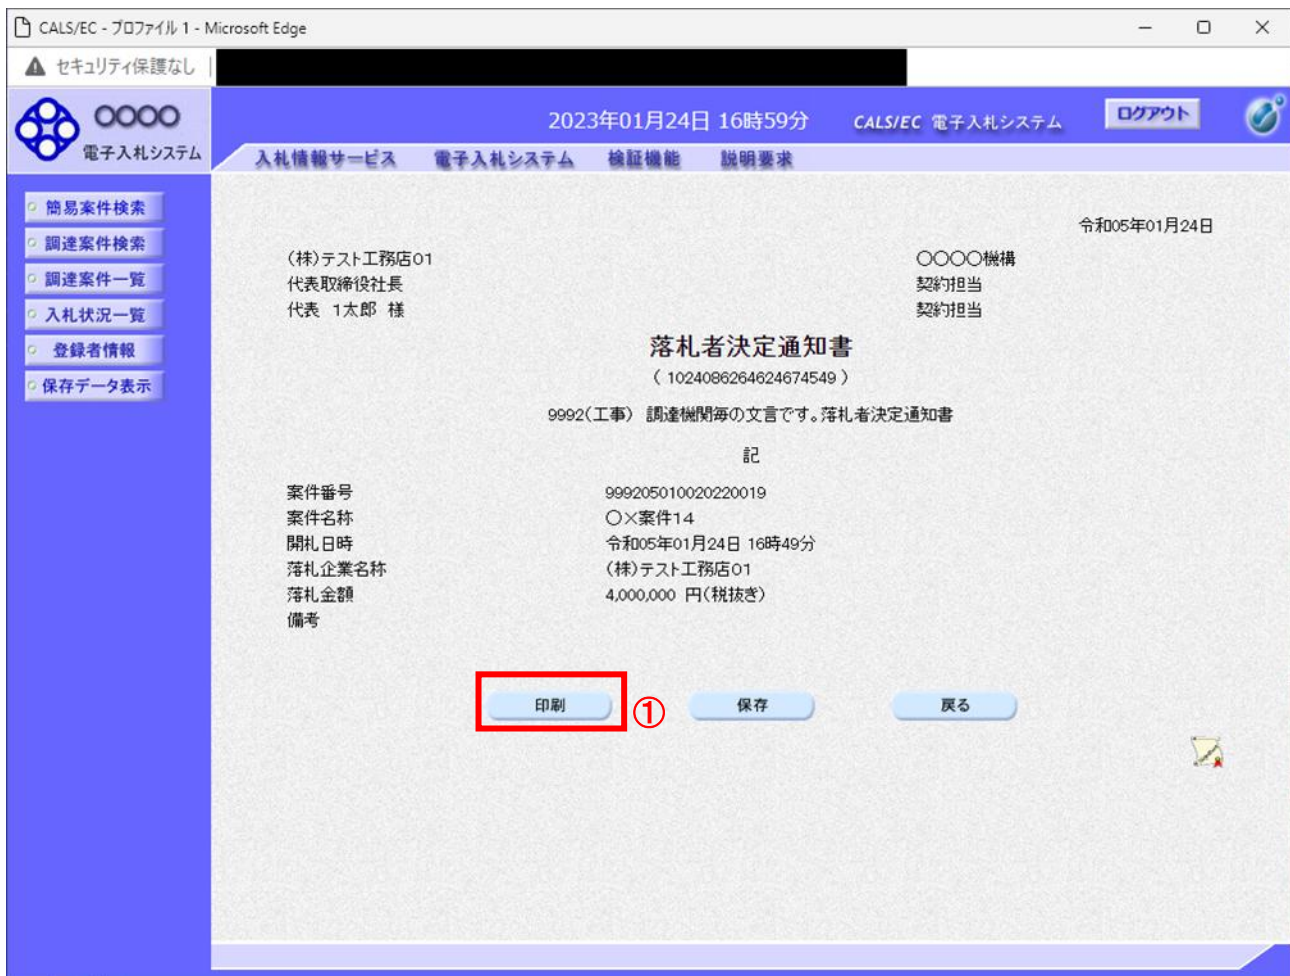 CALS/EC - プロファイル 1 - Microsoft Edge
セキュリティ保護なし
〇〇〇〇
電子入札システム
2023年01月24日 16時59分
CALS/EC 電子入札システム
ログアウト
入札情報サービス 電子入札システム 検証機能 説明要求
簡易案件検索
調達案件検索
調達案件一覧
入札状況一覧
登録者情報
保存データ表示
令和05年01月24日
(株)テスト工務店01
代表取締役社長
代表 1太郎 様
〇〇〇〇機構
契約担当
契約担当
落札者決定通知書
( 1024086264624674549 )
9992(工事) 調達機関毎の文言です。落札者決定通知書
記
案件番号 999205010020220019
案件名称 〇×案件14
開札日時 令和05年01月24日 16時49分
落札企業名称 (株)テスト工務店01
落札金額 4,000,000 円(税抜き)
備考
印刷 ① 保存 戻る